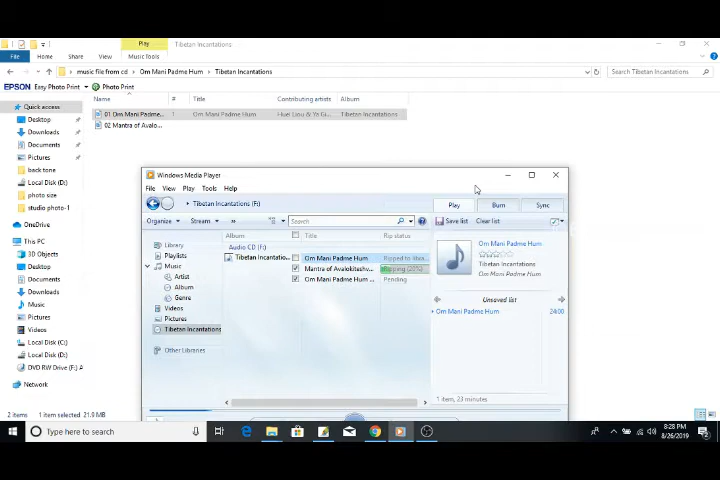 Play
Tibetan Incantations
File
Home
Share
View
Music Tools
music file from cd
Om Mani Padme Hum
Tibetan Incantations
Search Tibetan Incantations
EPSON Easy Photo Print
Photo Print
Quick access
Desktop
Downloads
Documents
Pictures
back tone
Local Disk (D:)
photo size
studio photo-1
OneDrive
This PC
3D Objects
Desktop
Documents
Downloads
Music
Pictures
Videos
Local Disk (C:)
Local Disk (D:)
DVD RW Drive (F:) A
Network
2 items 1 item selected 21.9 MB
Name # Title Contributing artists Album
01 Om Mani Padme... 1 Om Mani Padme Hum Tibetan Incantations
02 Mantra of Avalo...
Windows Media Player
File View Play Tools Help
Tibetan Incantations (F:)
Organize Stream » Search
Library
Playlists
Music
Artist
Album
Genre
Videos
Pictures
Tibetan Incantations
Other Libraries
Album Title Rip status
Audio CD (F:)
Tibetan Incantatio... Om Mani Padme Hum Ripped to libra...
Mantra of Avalokiteshv...
Om Mani Padme Hum ... Pending
Play Burn Sync
Save list Clear list
Om Mani Padme Hum
Tibetan Incantations
Om Mani Padme Hum
Unsaved list
Om Mani Padme Hum 24:00
1 item, 23 minutes
Type here to search
8:28 PM
8/26/2019